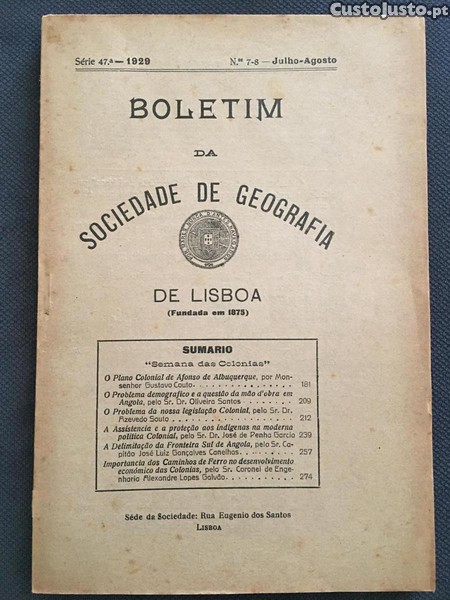 CustoJusto.pt
Série 47.ª — 1929 N.os 7-8 — Julho-Agosto
BOLETIM
DA
SOCIEDADE DE GEOGRAFIA
DE LISBOA
(Fundada em 1875)
SUMARIO
"Semana das Colonias"
O Plano Colonial de Afonso de Albuquerque, por Mon-
senhor Gustavo Couto. . . . . . . . . . 181
O Problema demografico e a questão da mão d'obra em
Angola, pelo Sr. Dr. Oliveira Santos . . . . . . . 209
O Problema da nossa legislação Colonial, pelo Sr. Dr.
Azevedo Souto . . . . . . . . . . . 212
A Assistencia e a proteção aos indigenas na moderna
politica Colonial, pelo Sr. Dr. José de Penha Garcia 239
A Delimitação da Fronteira Sul de Angola, pelo Sr. Ca-
pitão José Luiz Gonçalves Canelhas. . . . . . . 257
Importancia dos Caminhos de Ferro no desenvolvimento
económico das Colonias, pelo Sr. Coronel de Enge-
nharia Alexandre Lopes Galvão. . . . . . . . 274
Séde da Sociedade: Rua Eugenio dos Santos
LISBOA